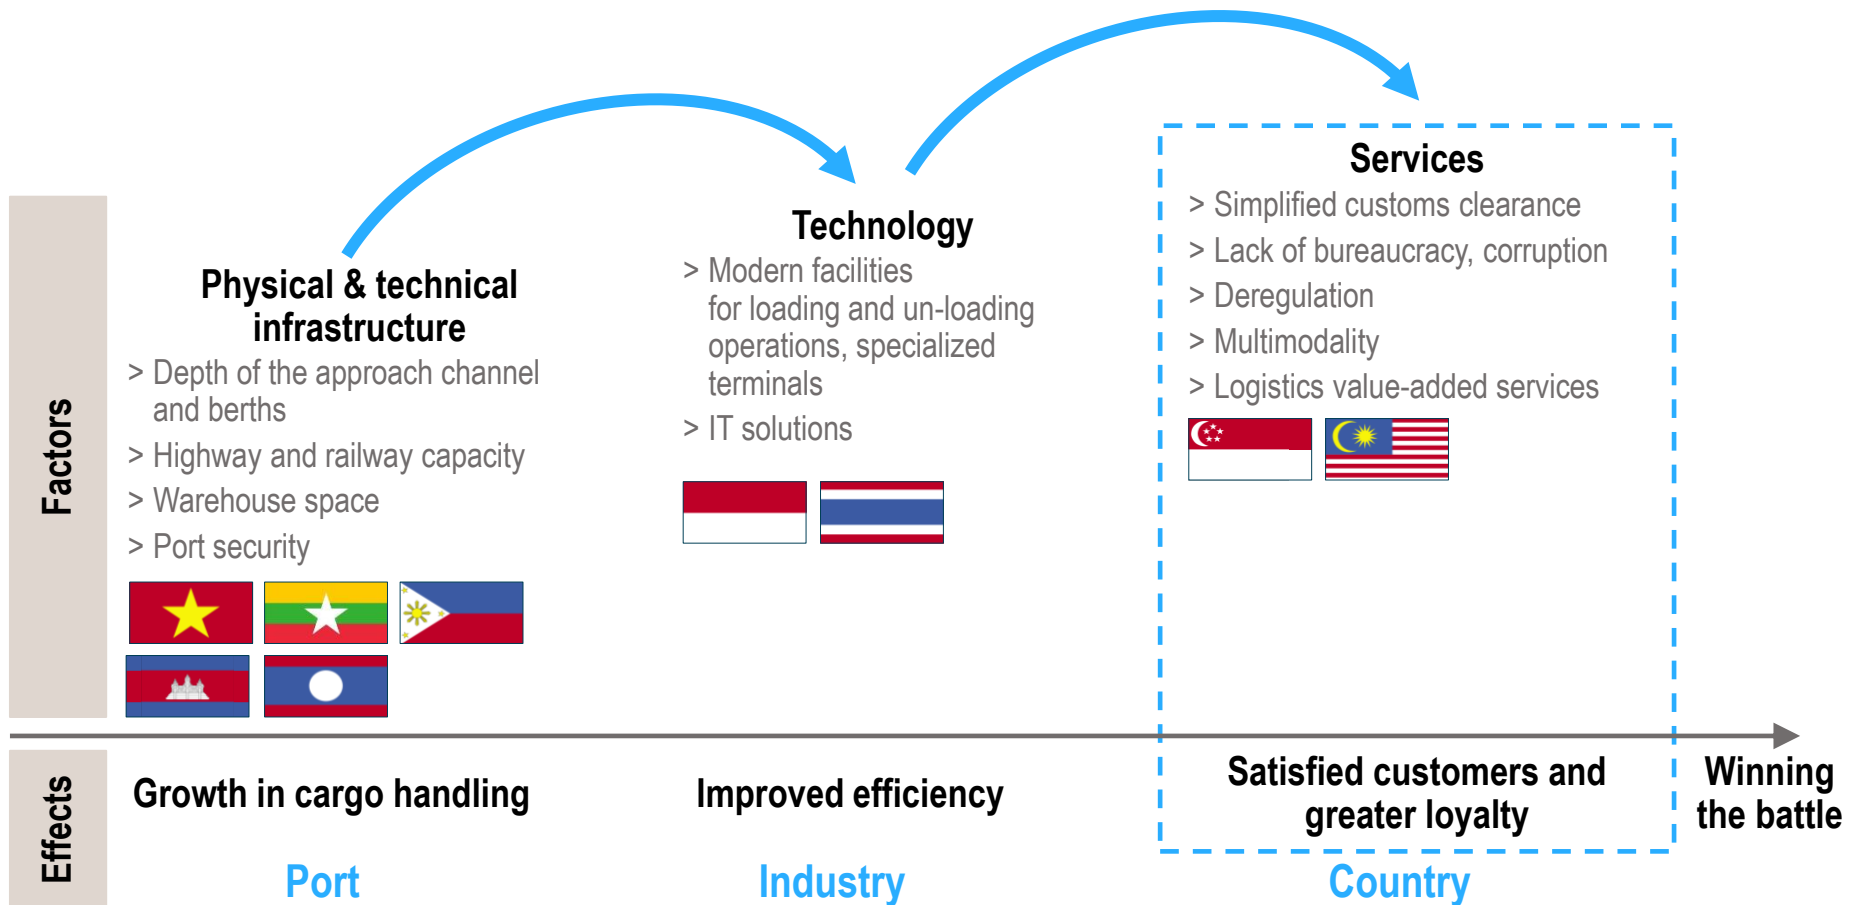 Factors
Physical & technical
infrastructure
> Depth of the approach channel
and berths
> Highway and railway capacity
> Warehouse space
> Port security
Technology
> Modern facilities
for loading and un-loading
operations, specialized
terminals
> IT solutions
Services
> Simplified customs clearance
> Lack of bureaucracy, corruption
> Deregulation
> Multimodality
> Logistics value-added services
Effects
Growth in cargo handling
Improved efficiency
Satisfied customers and
greater loyalty
Winning
the battle
Port
Industry
Country